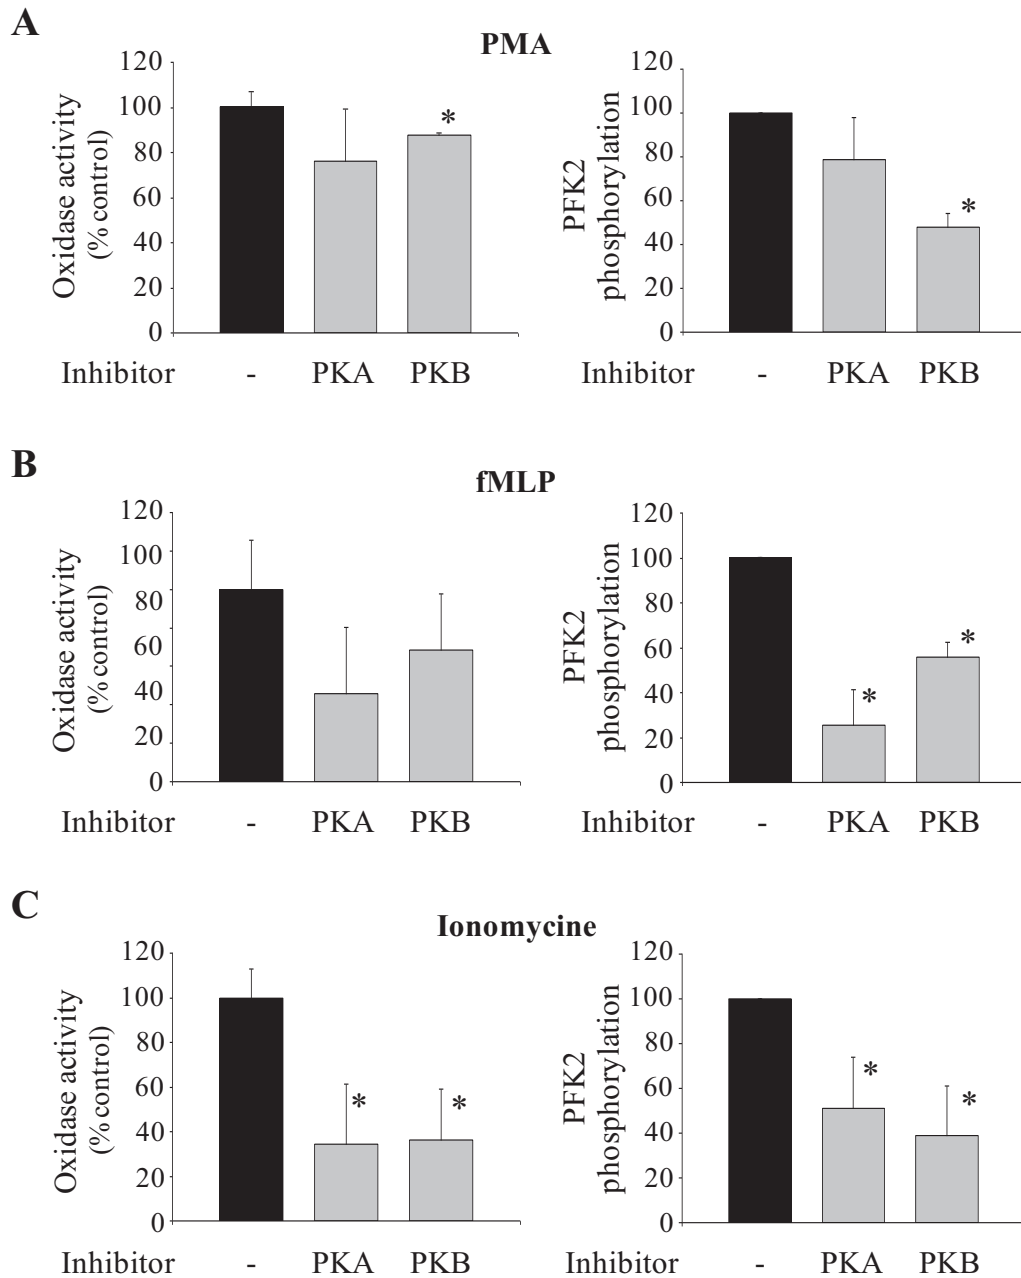 A
PMA
Oxidase activity
(% control)
120
100
80
60
40
20
0
*
Inhibitor - PKA PKB
PFK2
phosphorylation
120
100
80
60
40
20
0
*
Inhibitor - PKA PKB
B
fMLP
Oxidase activity
(% control)
120
100
80
60
40
20
0
Inhibitor - PKA PKB
PFK2
phosphorylation
120
100
80
60
40
20
0
*
*
Inhibitor - PKA PKB
C
Ionomycine
Oxidase activity
(% control)
120
100
80
60
40
20
0
* *
Inhibitor - PKA PKB
PFK2
phosphorylation
120
100
80
60
40
20
0
*
*
Inhibitor - PKA PKB